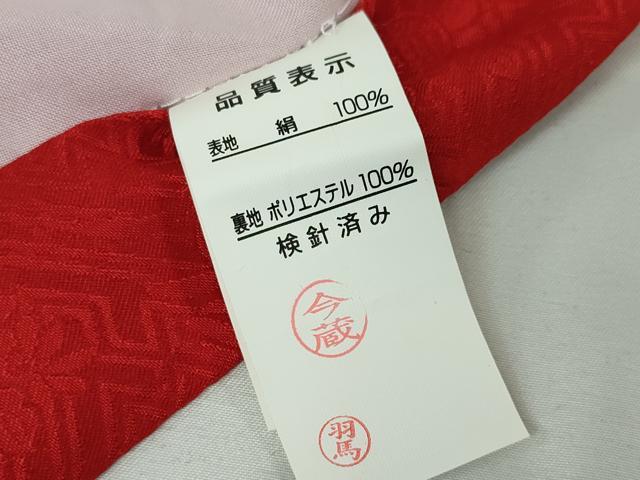 品質表示
表地 絹 100%
裏地 ポリエステル 100%
検針済み
今蔵
羽馬